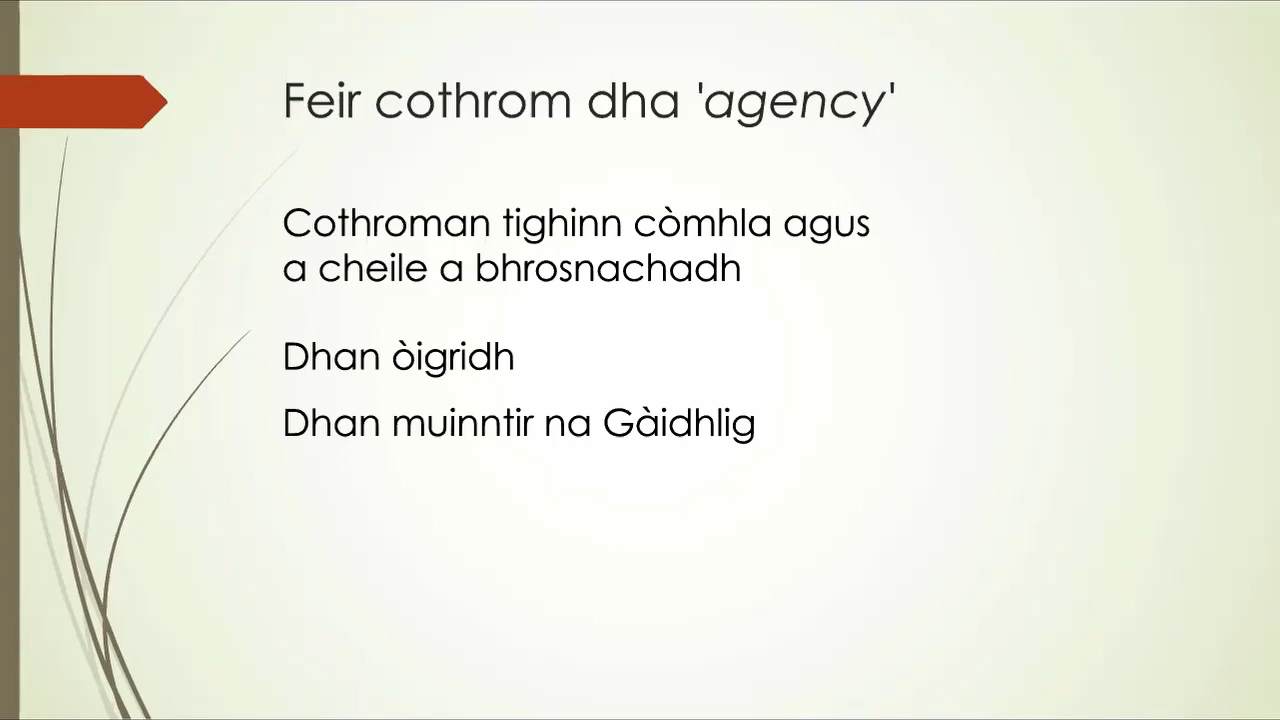 Feir cothrom dha 'agency'
Cothroman tighinn còmhla agus
a cheile a bhrosnachadh
Dhan òigridh
Dhan muinntir na Gàidhlig